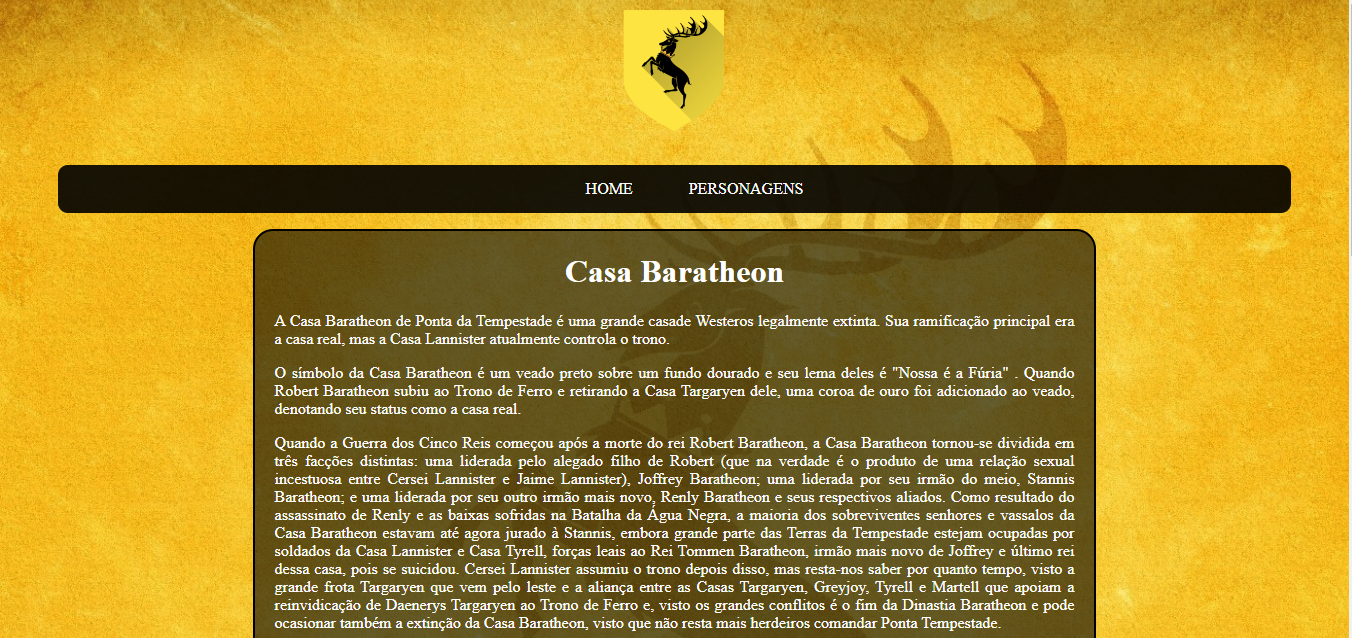 HOME PERSONAGENS
Casa Baratheon
A Casa Baratheon de Ponta da Tempestade é uma grande casade Westeros legalmente extinta. Sua ramificação principal era
a casa real, mas a Casa Lannister atualmente controla o trono.
O símbolo da Casa Baratheon é um veado preto sobre um fundo dourado e seu lema deles é "Nossa é a Fúria" . Quando
Robert Baratheon subiu ao Trono de Ferro e retirando a Casa Targaryen dele, uma coroa de ouro foi adicionado ao veado,
denotando seu status como a casa real.
Quando a Guerra dos Cinco Reis começou após a morte do rei Robert Baratheon, a Casa Baratheon tornou-se dividida em
três facções distintas: uma liderada pelo alegado filho de Robert (que na verdade é o produto de uma relação sexual
incestuosa entre Cersei Lannister e Jaime Lannister), Joffrey Baratheon; uma liderada por seu irmão do meio, Stannis
Baratheon; e uma liderada por seu outro irmão mais novo, Renly Baratheon e seus respectivos aliados. Como resultado do
assassinato de Renly e as baixas sofridas na Batalha da Água Negra, a maioria dos sobreviventes senhores e vassalos da
Casa Baratheon estavam até agora jurado à Stannis, embora grande parte das Terras da Tempestade estejam ocupadas por
soldados da Casa Lannister e Casa Tyrell, forças leais ao Rei Tommen Baratheon, irmão mais novo de Joffrey e último rei
dessa casa, pois se suicidou. Cersei Lannister assumiu o trono depois disso, mas resta-nos saber por quanto tempo, visto a
grande frota Targaryen que vem pelo leste e a aliança entre as Casas Targaryen, Greyjoy, Tyrell e Martell que apoiam a
reinvidicação de Daenerys Targaryen ao Trono de Ferro e, visto os grandes conflitos é o fim da Dinastia Baratheon e pode
ocasionar também a extinção da Casa Baratheon, visto que não resta mais herdeiros comandar Ponta Tempestade.